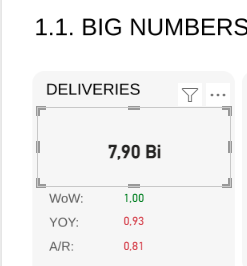 1.1. BIG NUMBERS
DELIVERIES
7,90 Bi
WoW: 1,00
YOY: 0,93
A/R: 0,81